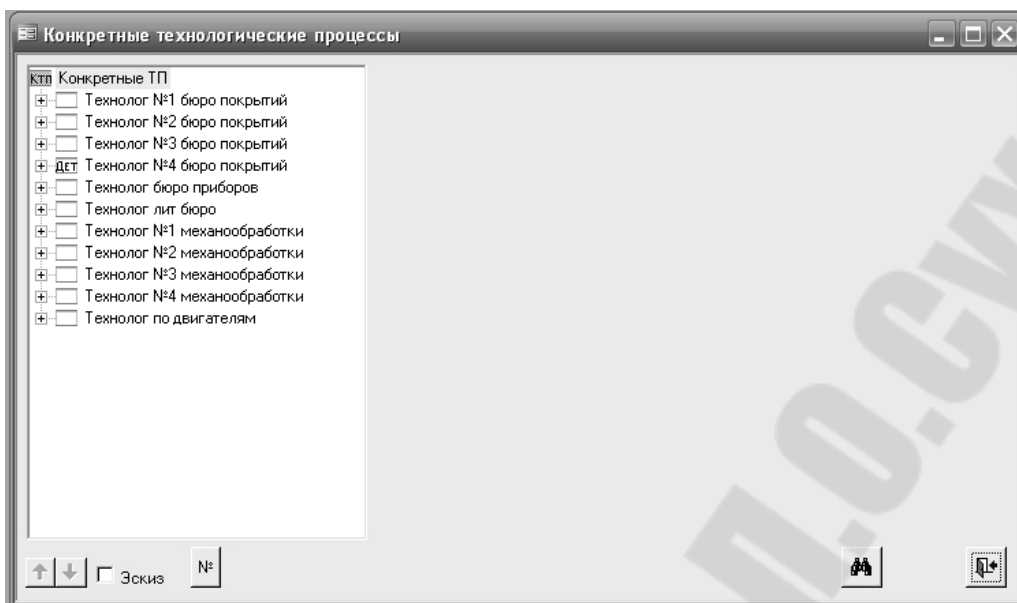 Конкретные технологические процессы
КТП Конкретные ТП
Технолог №1 бюро покрытий
Технолог №2 бюро покрытий
Технолог №3 бюро покрытий
ДЕТ Технолог №4 бюро покрытий
Технолог бюро приборов
Технолог лит бюро
Технолог №1 механообработки
Технолог №2 механообработки
Технолог №3 механообработки
Технолог №4 механообработки
Технолог по двигателям
Эскиз №